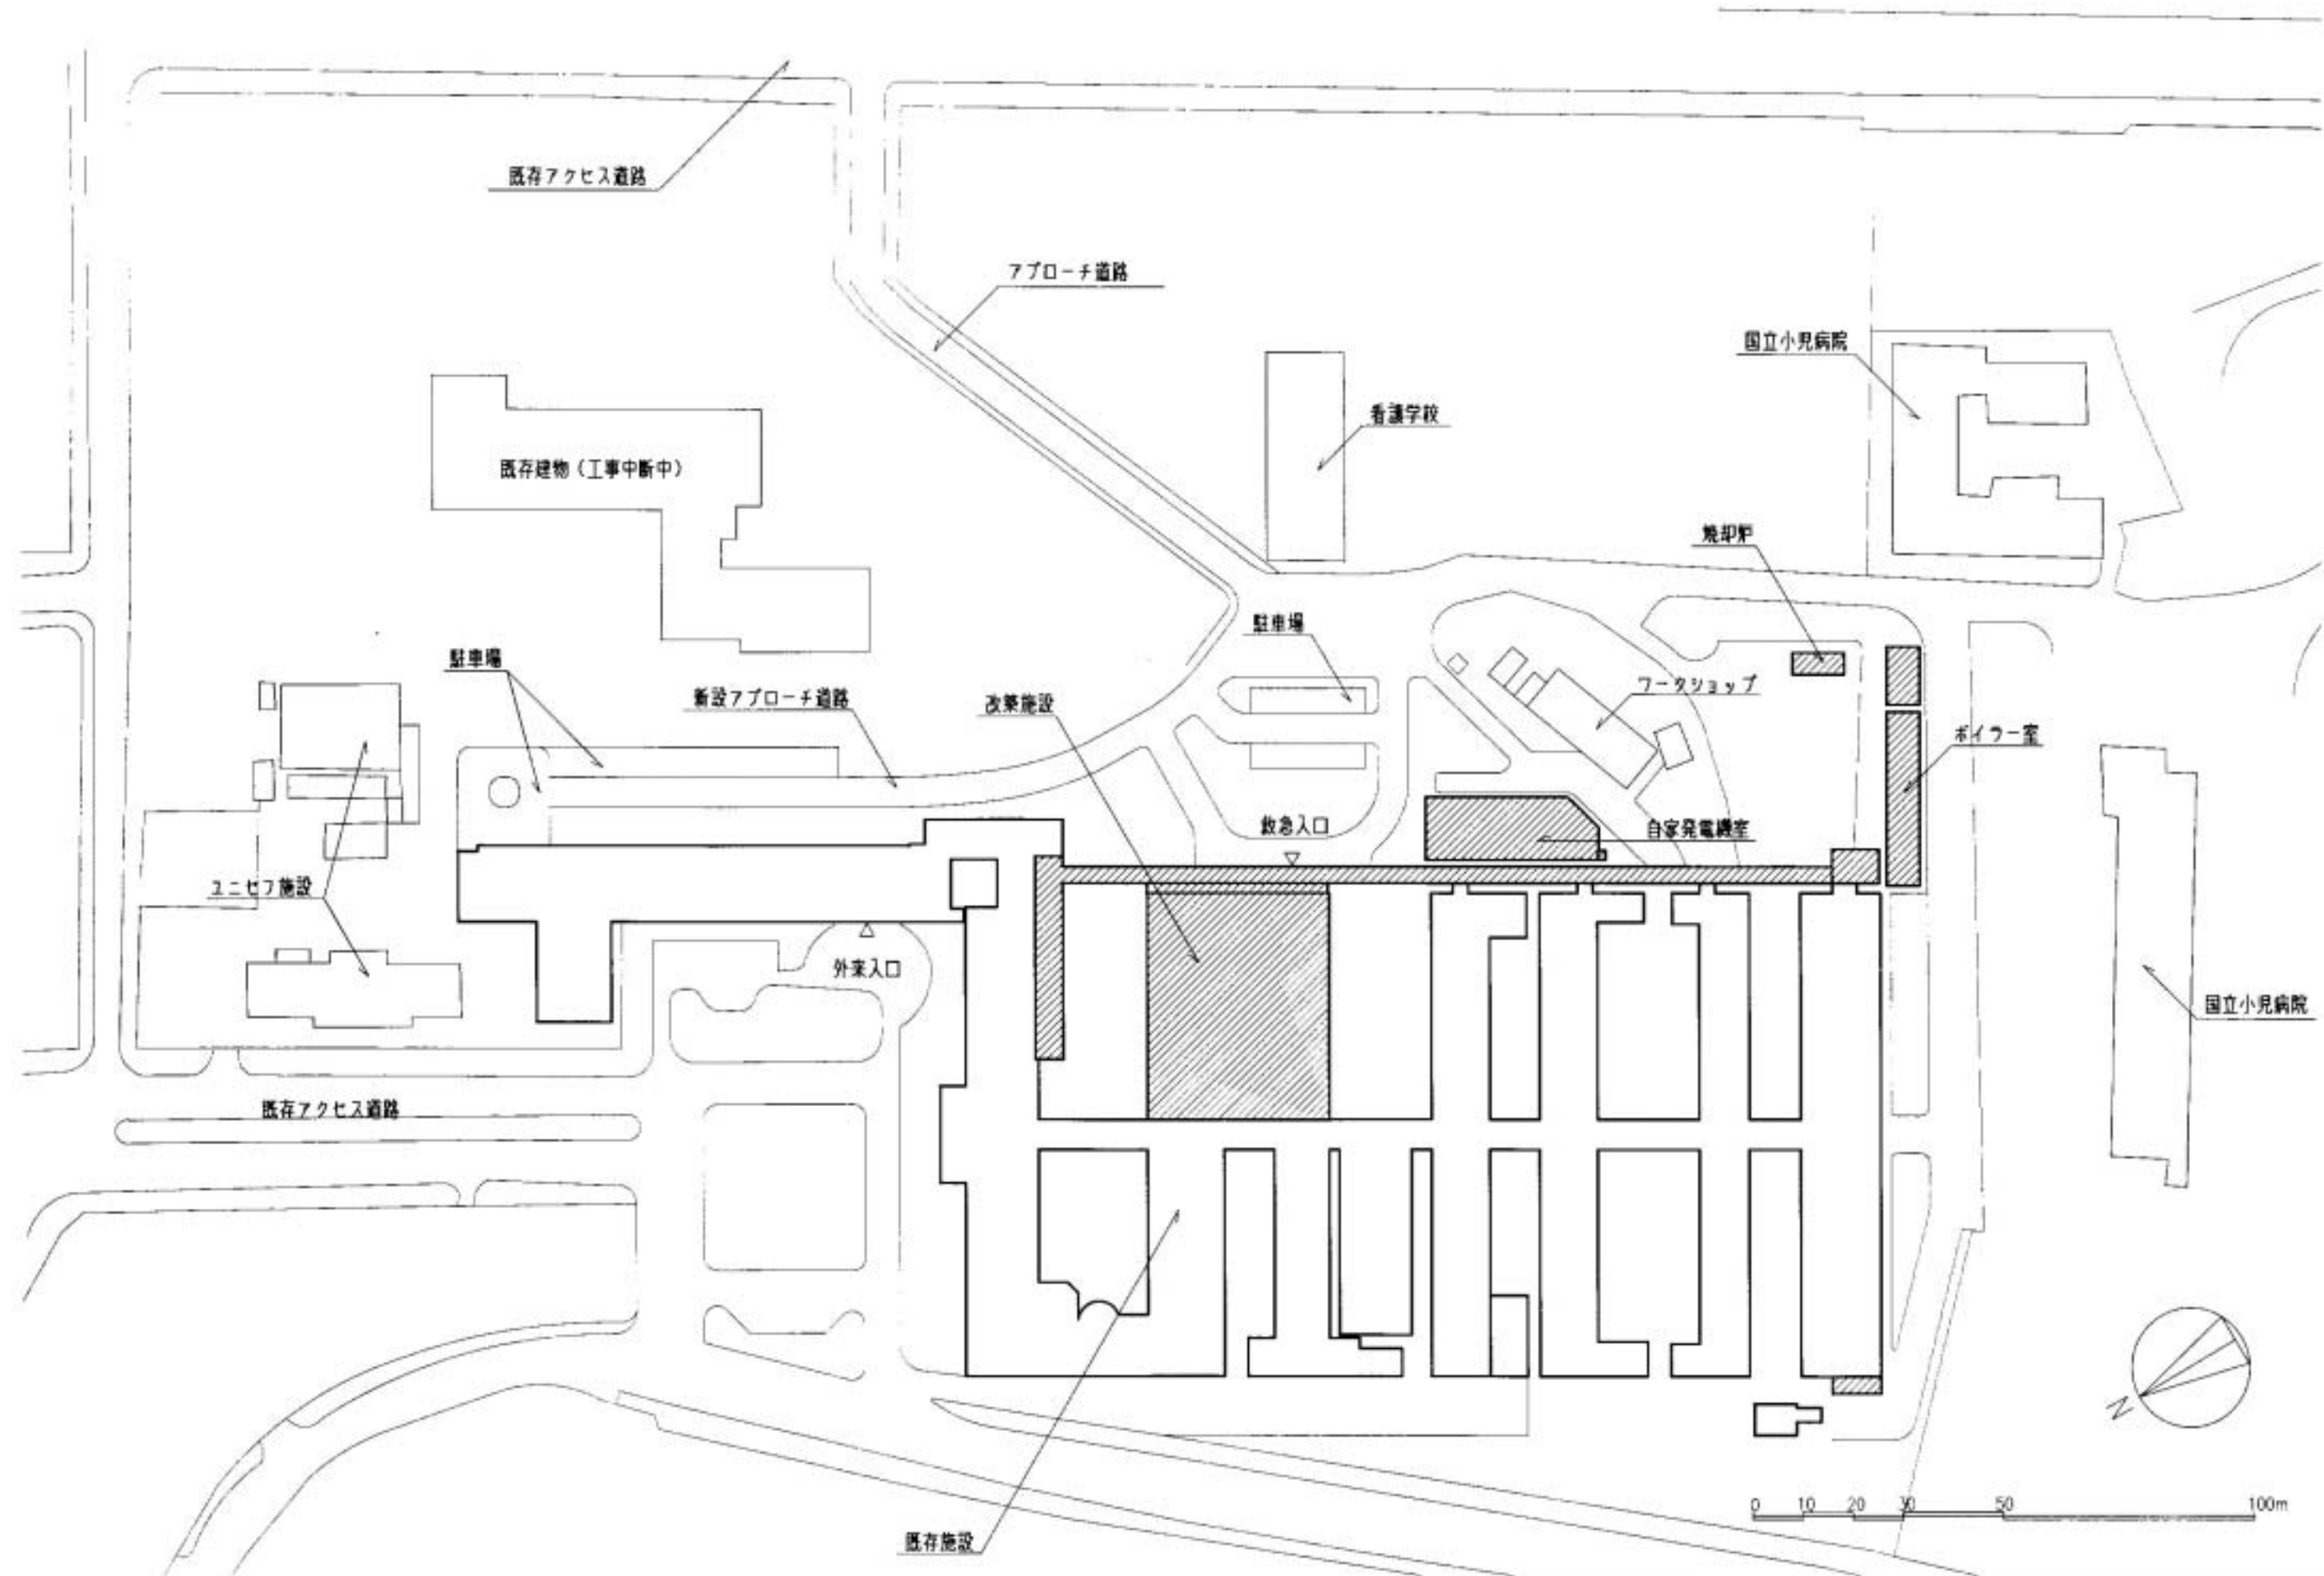 既存アクセス道路
アプローチ道路
国立小児病院
看護学校
既存建物（工事中断中）
焼却炉
駐車場
駐車場
新設アプローチ道路
改築施設
ワークショップ
ボイラー室
救急入口
自家発電機室
ユニセフ施設
外来入口
国立小児病院
既存アクセス道路
N
0 10 20 30 50 100m
既存施設